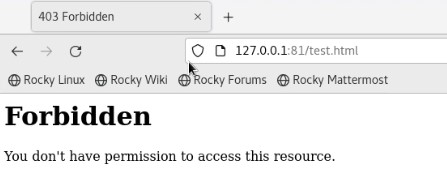 403 Forbidden
127.0.0.1:81/test.html
Rocky Linux Rocky Wiki Rocky Forums Rocky Mattermost
Forbidden
You don't have permission to access this resource.